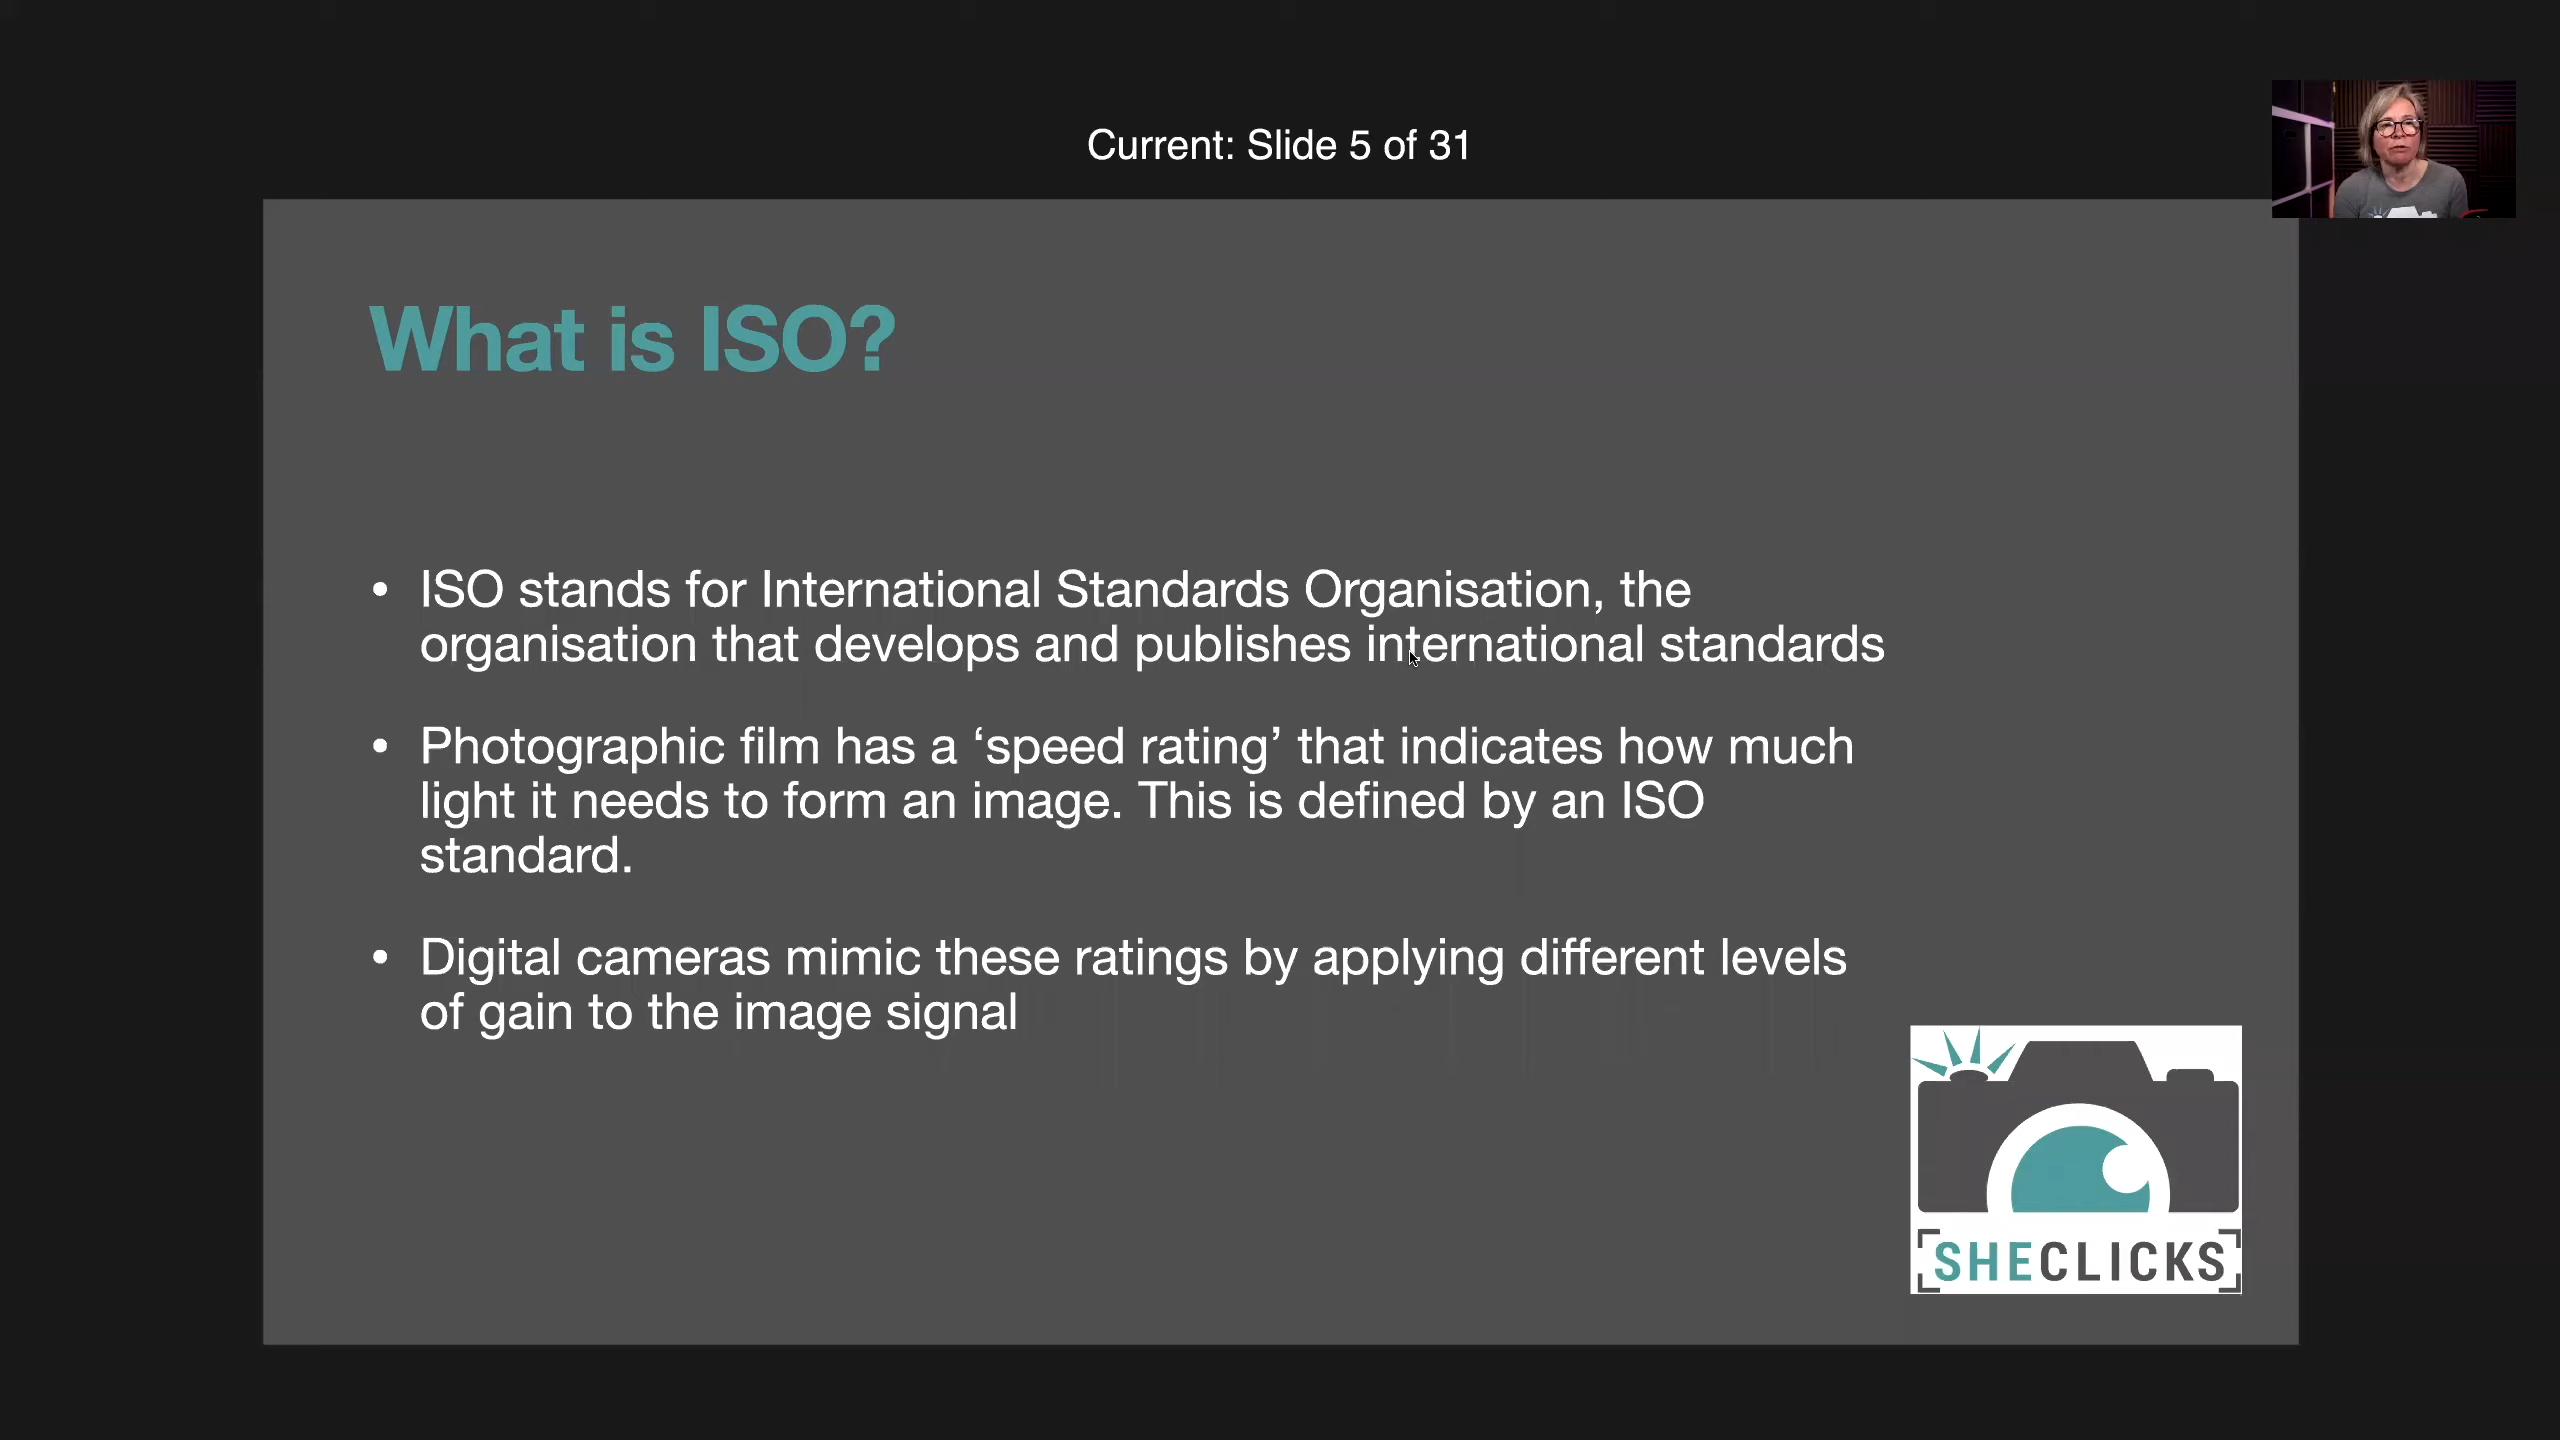 Current: Slide 5 of 31
What is ISO?
• ISO stands for International Standards Organisation, the
organisation that develops and publishes international standards
• Photographic film has a ‘speed rating’ that indicates how much
light it needs to form an image. This is defined by an ISO
standard.
• Digital cameras mimic these ratings by applying different levels
of gain to the image signal
SHECLICKS